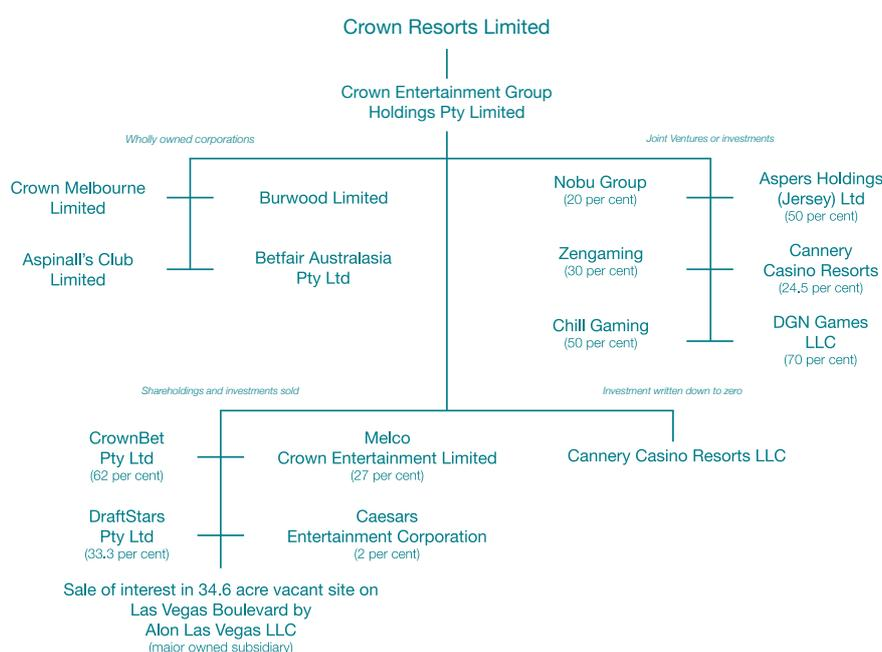 Crown Resorts Limited
Crown Entertainment Group
Holdings Pty Limited
Wholly owned corporations
Joint Ventures or investments
Crown Melbourne
Limited
Burwood Limited
Aspinall's Club
Limited
Betfair Australasia
Pty Ltd
Nobu Group
(20 per cent)
Aspers Holdings
(Jersey) Ltd
(50 per cent)
Zengaming
(30 per cent)
Cannery
Casino Resorts
(24.5 per cent)
Chill Gaming
(50 per cent)
DGN Games
LLC
(70 per cent)
Shareholdings and investments sold
Investment written down to zero
CrownBet
Pty Ltd
(62 per cent)
Melco
Crown Entertainment Limited
(27 per cent)
Cannery Casino Resorts LLC
DraftStars
Pty Ltd
(33.3 per cent)
Caesars
Entertainment Corporation
(2 per cent)
Sale of interest in 34.6 acre vacant site on
Las Vegas Boulevard by
Alon Las Vegas LLC
(major owned subsidiary)